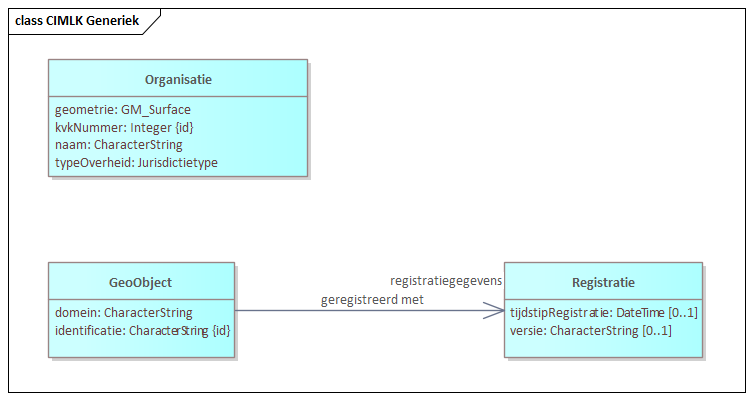 class CIMLK Generiek
Organisatie
geometrie: GM_Surface
kvkNummer: Integer {id}
naam: CharacterString
typeOverheid: Jurisdictietype
GeoObject
domein: CharacterString
identificatie: CharacterString {id}
registratiegegevens
geregistreerd met
Registratie
tijdstipRegistratie: DateTime [0..1]
versie: CharacterString [0..1]